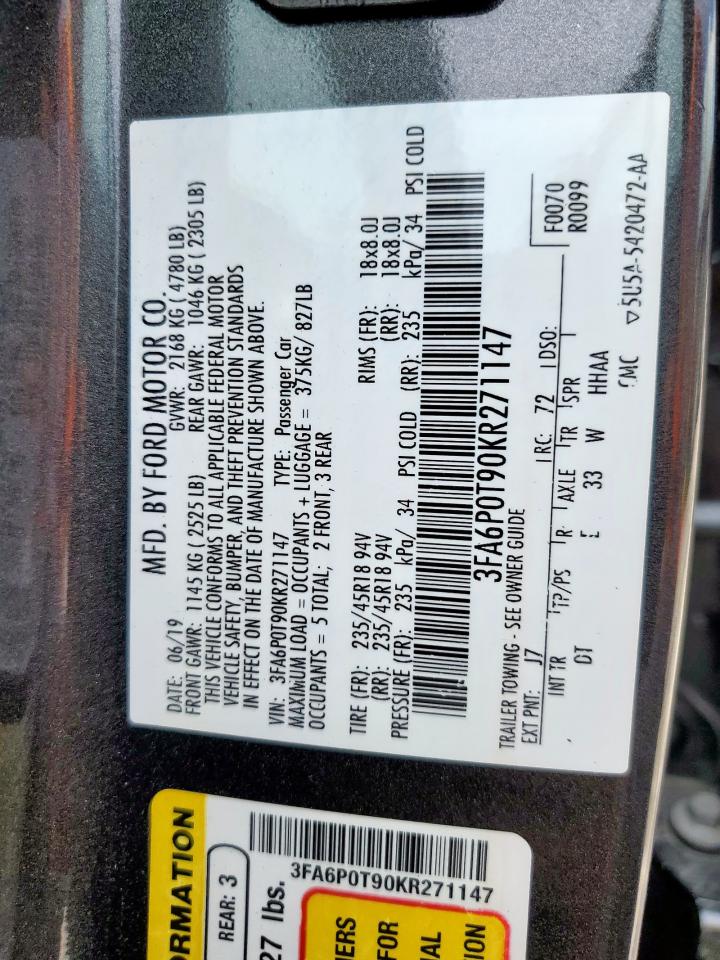 MFD. BY FORD MOTOR CO.
DATE: 06/19 GVWR: 2168 KG ( 4780 LB)
FRONT GAWR: 1145 KG ( 2525 LB) REAR GAWR: 1046 KG ( 2305 LB)
THIS VEHICLE CONFORMS TO ALL APPLICABLE FEDERAL MOTOR
VEHICLE SAFETY, BUMPER, AND THEFT PREVENTION STANDARDS
IN EFFECT ON THE DATE OF MANUFACTURE SHOWN ABOVE.
VIN: 3FA6P0T90KR271147 TYPE: Passenger Car
MAXIMUM LOAD = OCCUPANTS + LUGGAGE = 375KG/ 827LB
OCCUPANTS = 5 TOTAL; 2 FRONT, 3 REAR
TIRE (FR): 235/45R18 94V RIMS (FR): 18x8.0J
(RR): 235/45R18 94V (RR): 18x8.0J
PRESSURE (FR): 235 kPa/ 34 PSI COLD (RR): 235 kPa/ 34 PSI COLD
3FA6P0T90KR271147
TRAILER TOWING - SEE OWNER GUIDE
EXT PNT: J7 RC: 72 DSO: F0070
R0099
INT TR TP/PS R AXLE TR SPR
DT E 33 W HHAA
5U5A-5420472-AA
ORMATION
REAR: 3
27 lbs.
3FA6P0T90KR271147
FOR